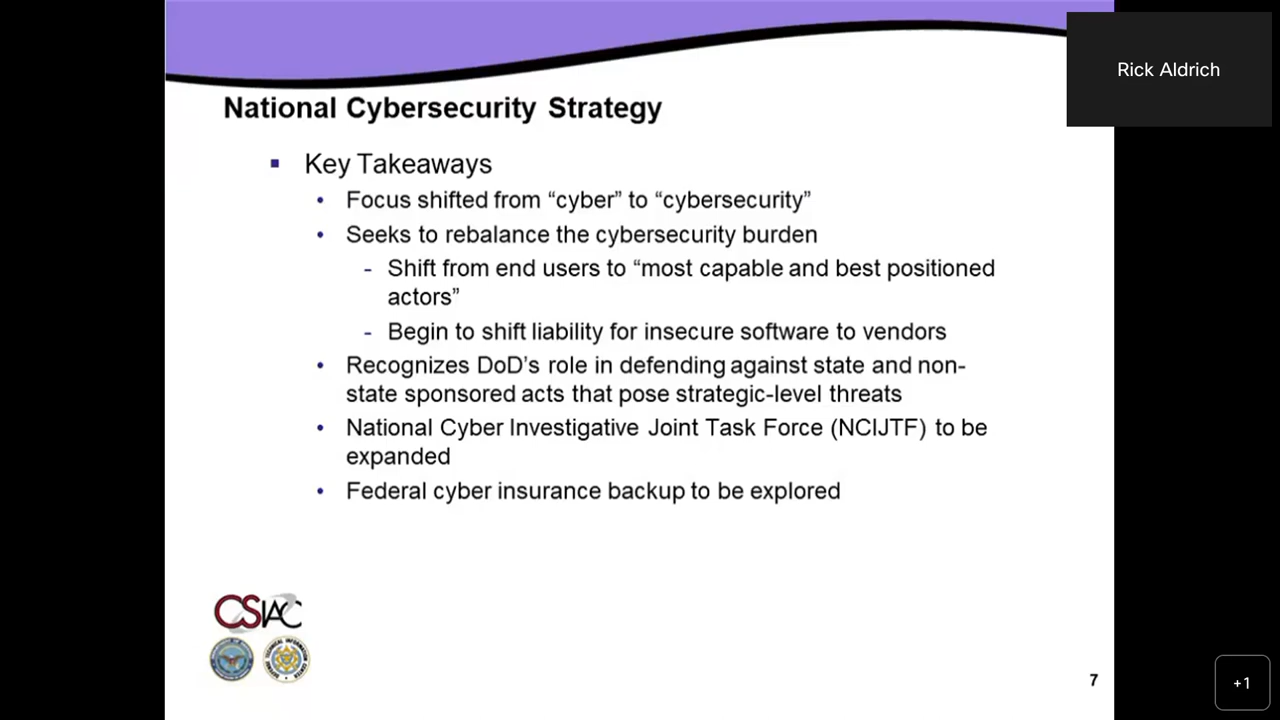 Rick Aldrich
National Cybersecurity Strategy
Key Takeaways
Focus shifted from “cyber” to “cybersecurity”
Seeks to rebalance the cybersecurity burden
- Shift from end users to “most capable and best positioned
actors”
- Begin to shift liability for insecure software to vendors
Recognizes DoD’s role in defending against state and non-
state sponsored acts that pose strategic-level threats
National Cyber Investigative Joint Task Force (NCIJTF) to be
expanded
Federal cyber insurance backup to be explored
CSIAC
7
+1